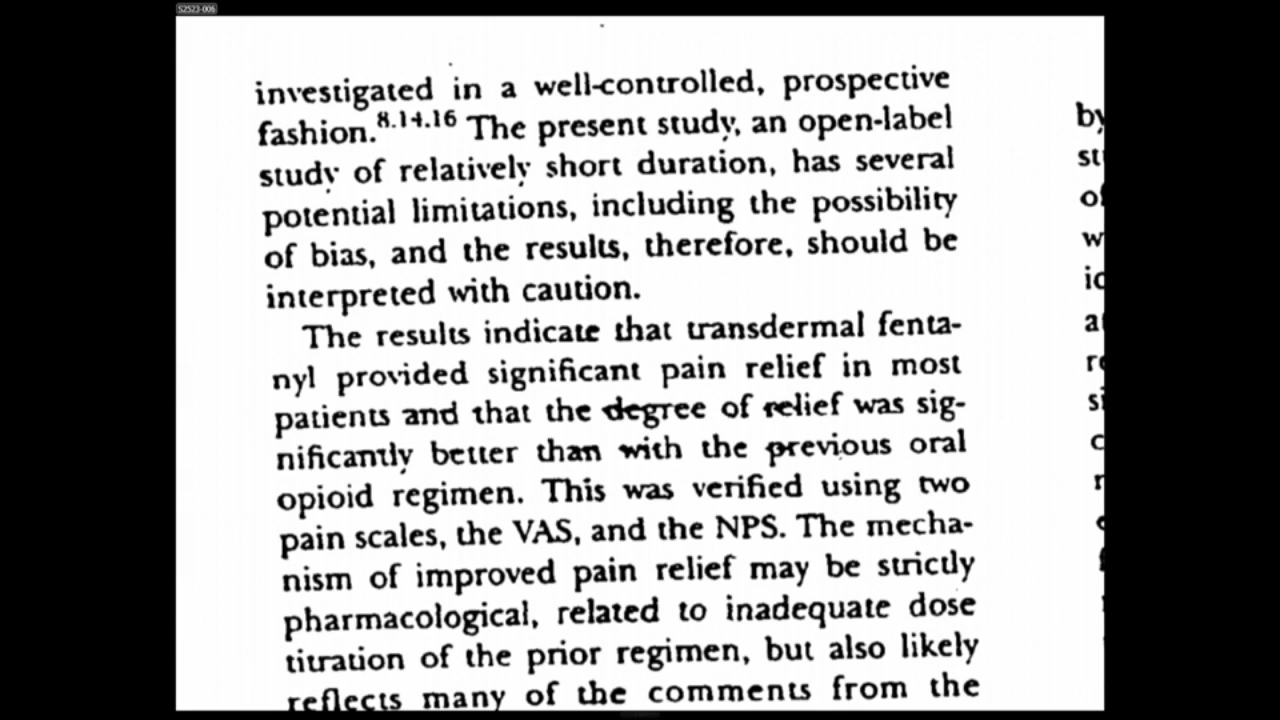 S2523-006
investigated in a well-controlled, prospective
fashion.8.14.16 The present study, an open-label
study of relatively short duration, has several
potential limitations, including the possibility
of bias, and the results, therefore, should be
interpreted with caution.
The results indicate that transdermal fenta-
nyl provided significant pain relief in most
patients and that the degree of relief was sig-
nificantly better than with the previous oral
opioid regimen. This was verified using two
pain scales, the VAS, and the NPS. The mecha-
nism of improved pain relief may be strictly
pharmacological, related to inadequate dose
titration of the prior regimen, but also likely
reflects many of the comments from the
by